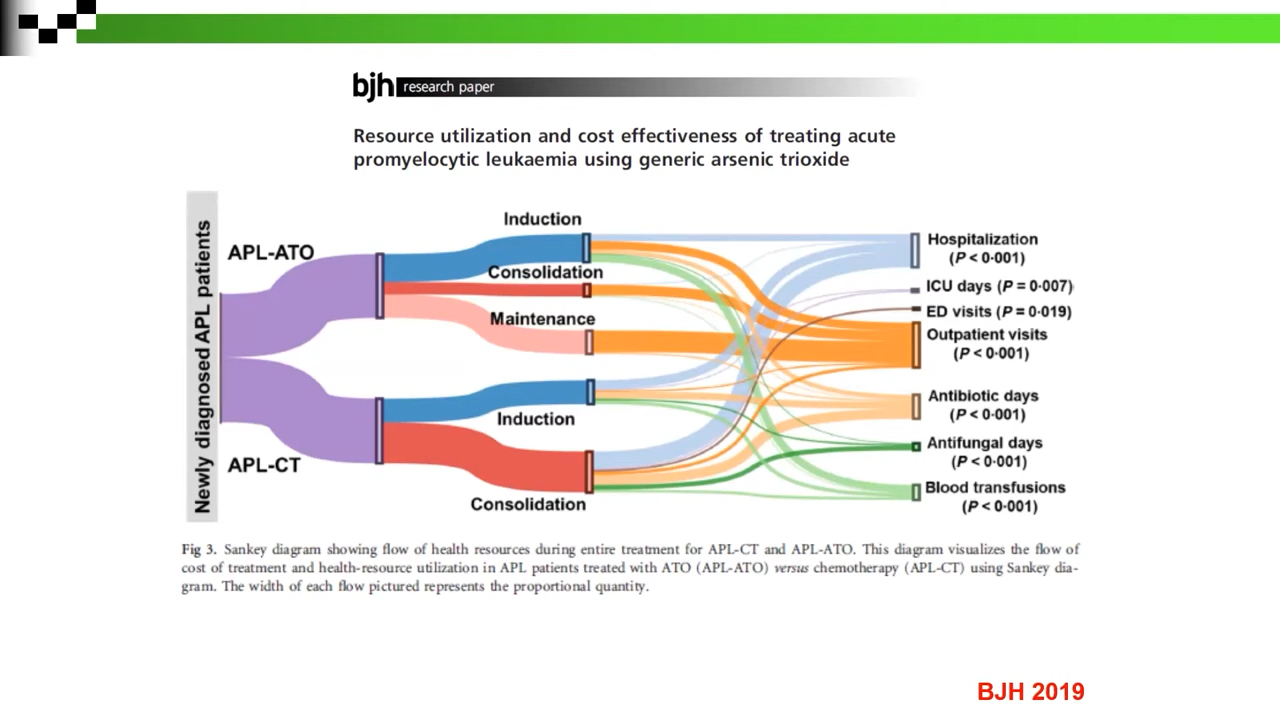 bjh research paper
Resource utilization and cost effectiveness of treating acute
promyelocytic leukaemia using generic arsenic trioxide
Newly diagnosed APL patients
APL-ATO
APL-CT
Induction
Consolidation
Maintenance
Induction
Consolidation
Hospitalization
(P < 0·001)
ICU days (P = 0·007)
ED visits (P = 0·019)
Outpatient visits
(P < 0·001)
Antibiotic days
(P < 0·001)
Antifungal days
(P < 0·001)
Blood transfusions
(P < 0·001)
Fig 3. Sankey diagram showing flow of health resources during entire treatment for APL-CT and APL-ATO. This diagram visualizes the flow of
cost of treatment and health-resource utilization in APL patients treated with ATO (APL-ATO) versus chemotherapy (APL-CT) using Sankey dia-
gram. The width of each flow pictured represents the proportional quantity.
BJH 2019